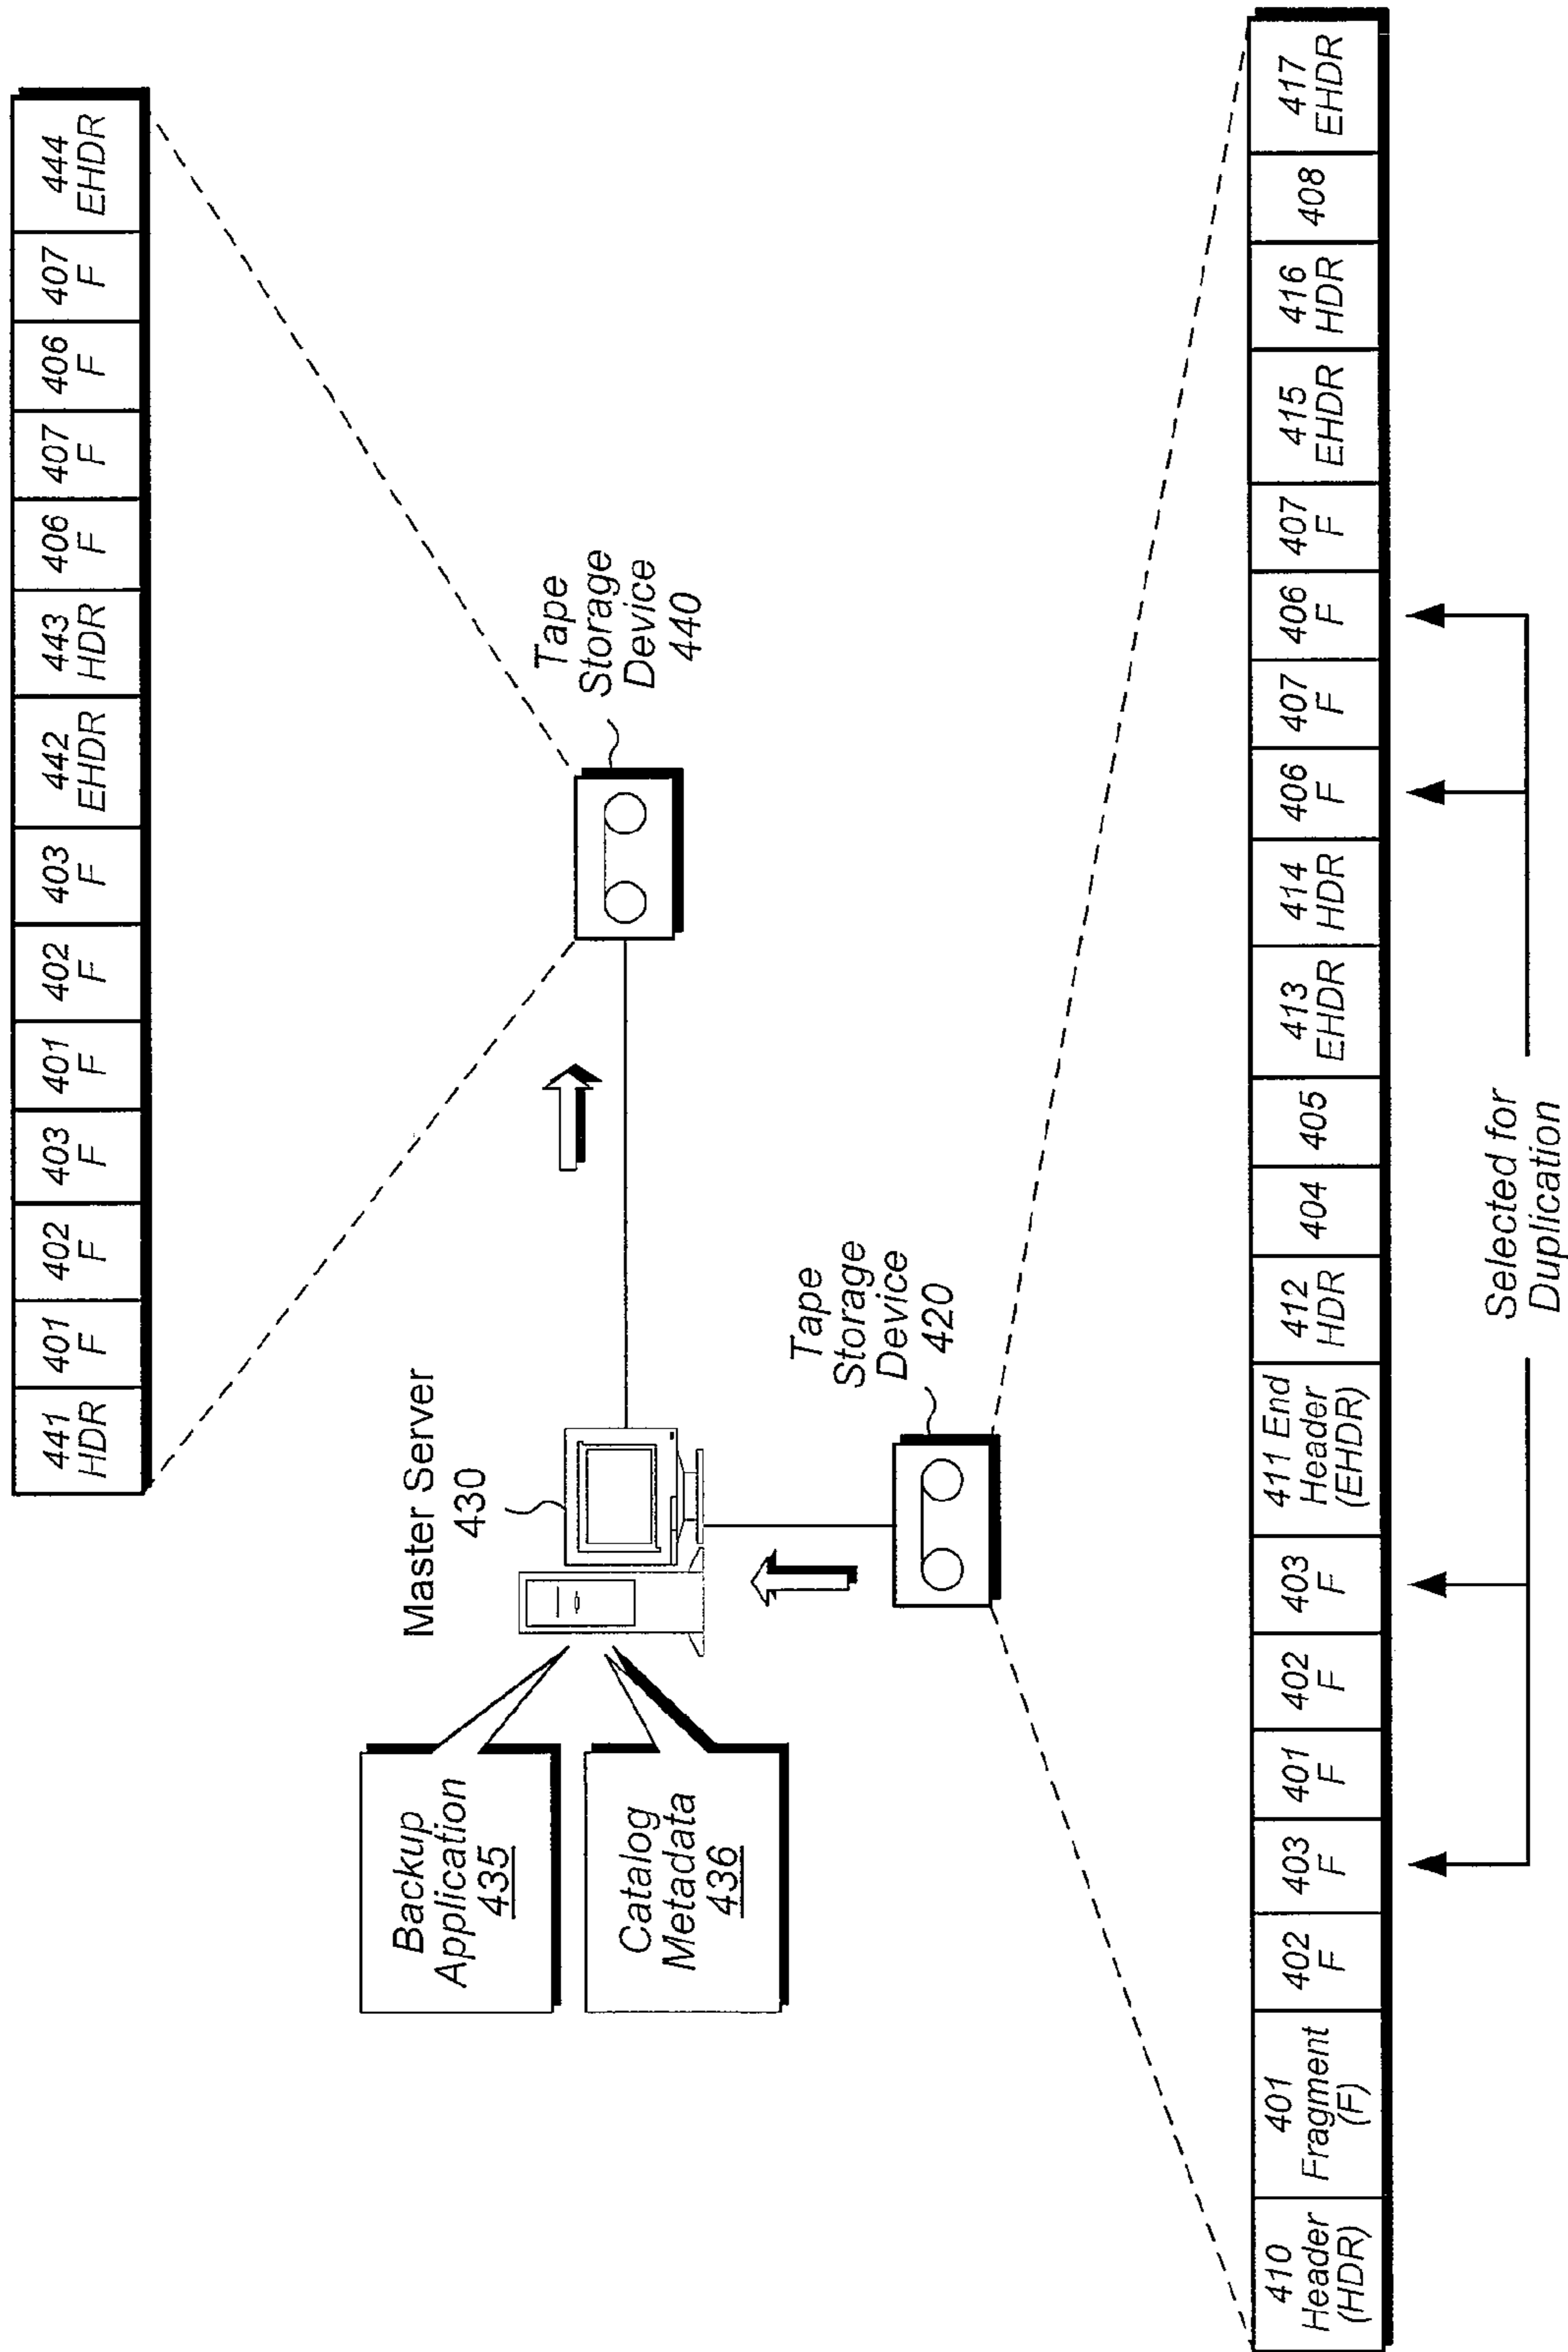 441
HDR
401
F
402
F
403
F
401
F
402
F
403
F
442
EHDR
443
HDR
406
F
407
F
406
F
407
F
444
EHDR
Master Server
430
Backup
Application
435
Catalog
Metadata
436
Tape
Storage
Device
440
Tape
Storage
Device
420
410
Header
(HDR)
401
Fragment
(F)
402
F
403
F
401
F
402
F
403
F
411 End
Header
(EHDR)
412
HDR
404
405
413
EHDR
414
HDR
406
F
407
F
406
F
407
F
415
EHDR
416
HDR
408
417
EHDR
Selected for
Duplication